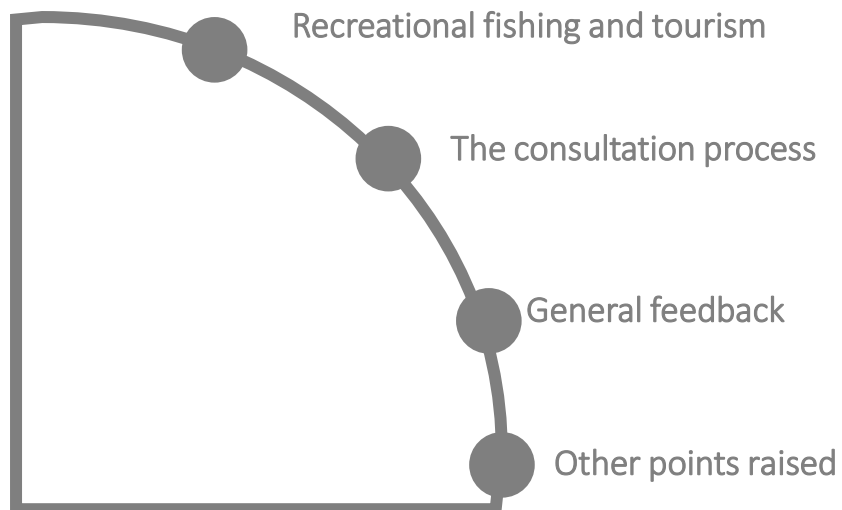 Recreational fishing and tourism
The consultation process
General feedback
Other points raised